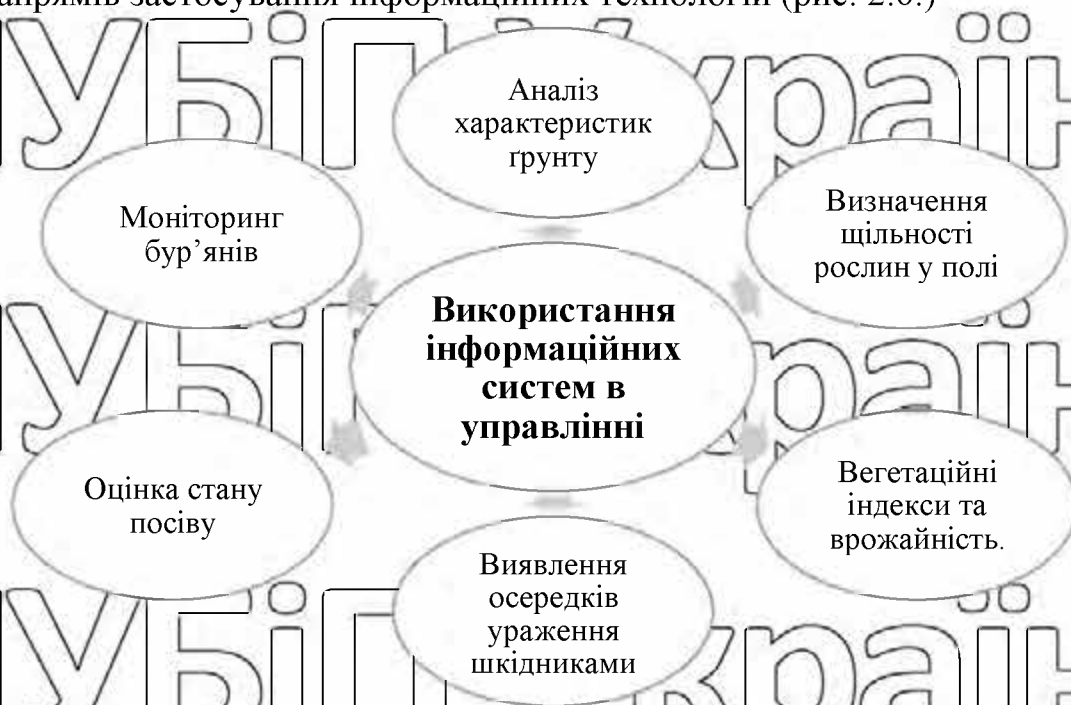 напрямів застосування інформаційних технологій (рис. 2.6.)
Аналіз
характеристик
ґрунту
Моніторинг
бур’янів
Визначення
щільності
рослин у полі
Використання
інформаційних
систем в
управлінні
Оцінка стану
посіву
Вегетаційні
індекси та
врожайність.
Виявлення
осередків
ураження
шкідниками